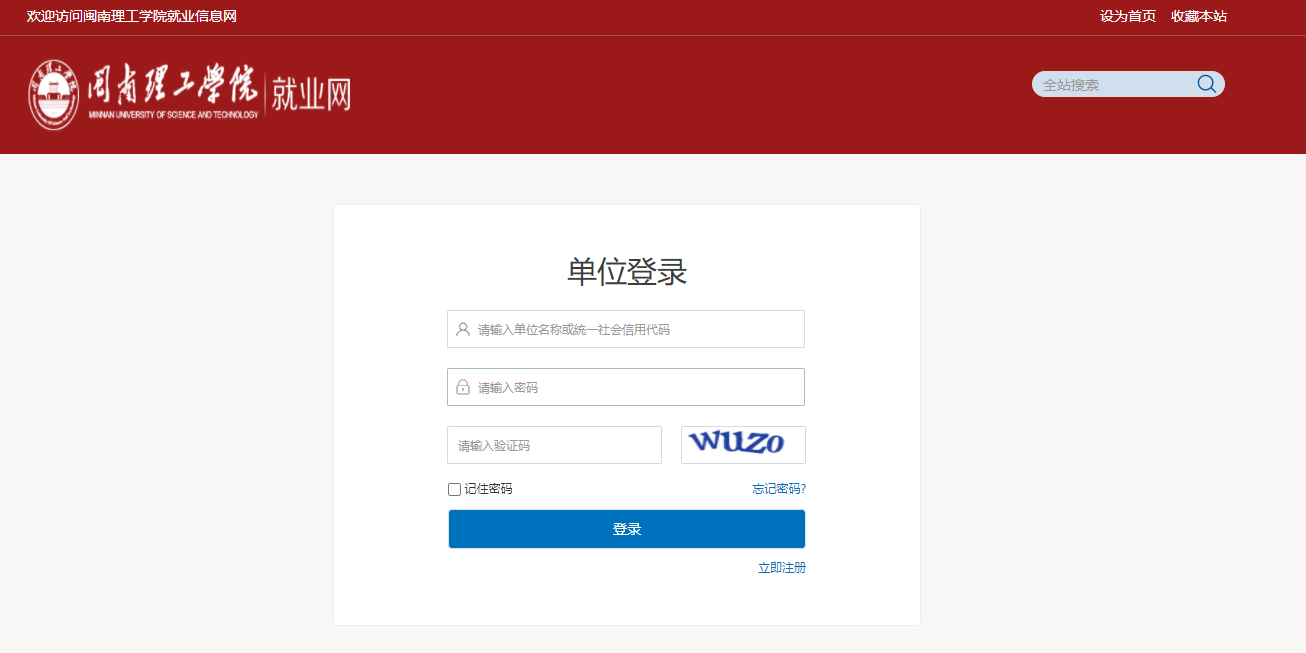 欢迎访问闽南理工学院就业信息网
设为首页 收藏本站
闽南理工學院 就业网
MINNAN UNIVERSITY OF SCIENCE AND TECHNOLOGY
全站搜索
单位登录
请输入单位名称或统一社会信用代码
请输入密码
请输入验证码
wuzo
记住密码 忘记密码?
登录
立即注册